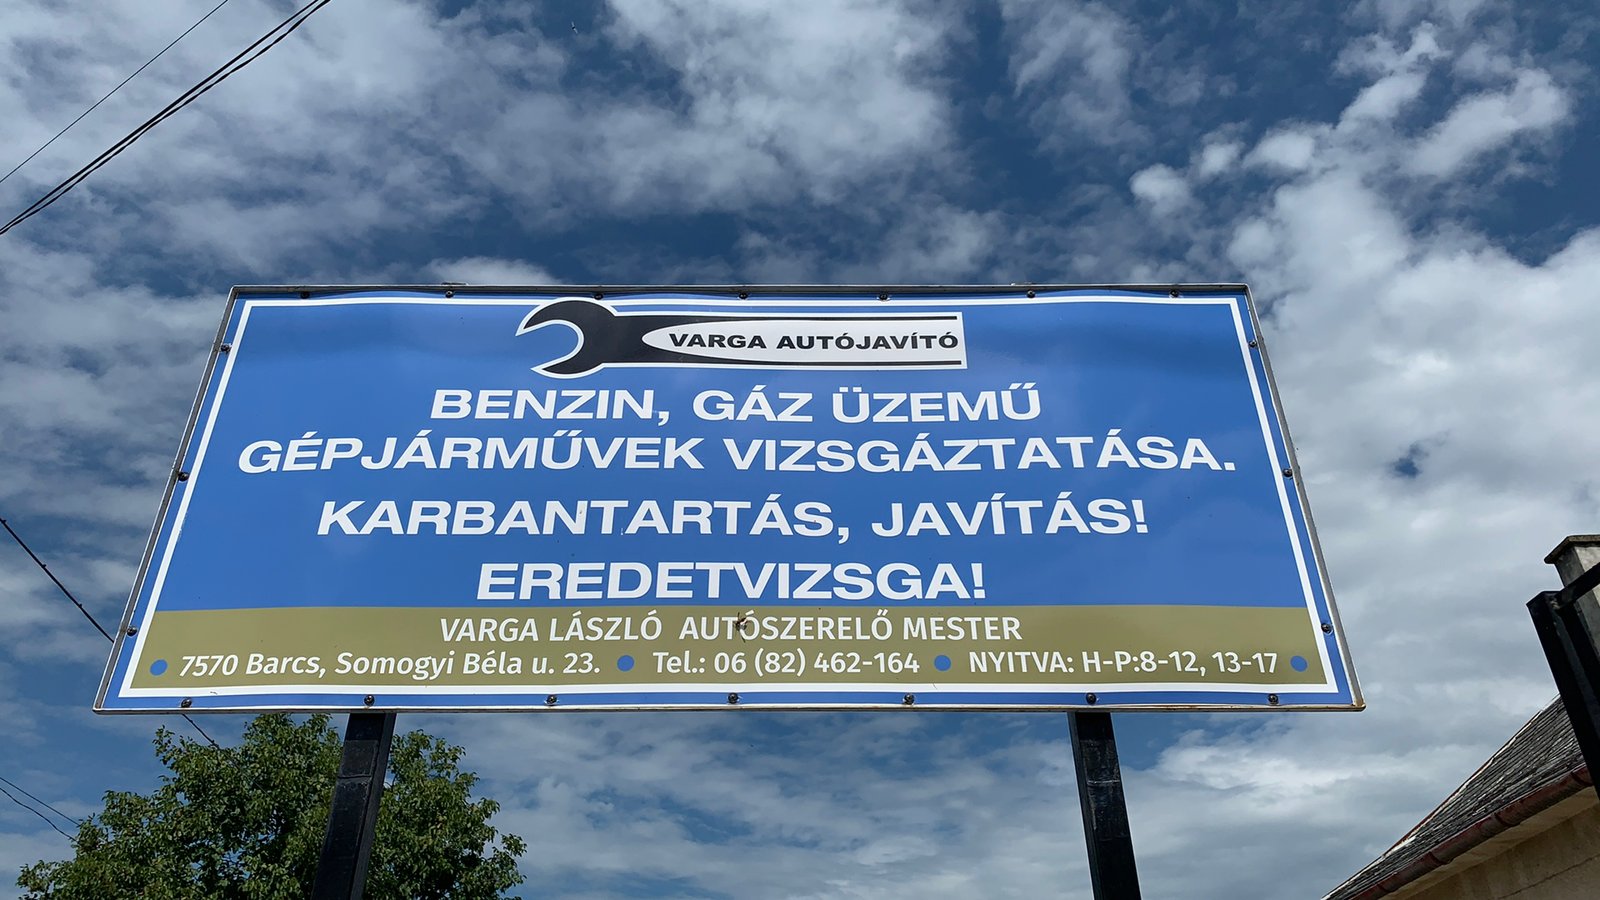 VARGA AUTÓJAVÍTÓ
BENZIN, GÁZ ÜZEMŰ
GÉPJÁRMŰVEK VIZSGÁZTATÁSA.
KARBANTARTÁS, JAVÍTÁS!
EREDETVIZSGA!
VARGA LÁSZLÓ AUTÓSZERELŐ MESTER
• 7570 Barcs, Somogyi Béla u. 23. • Tel.: 06 (82) 462-164 • NYITVA: H-P:8-12, 13-17 •